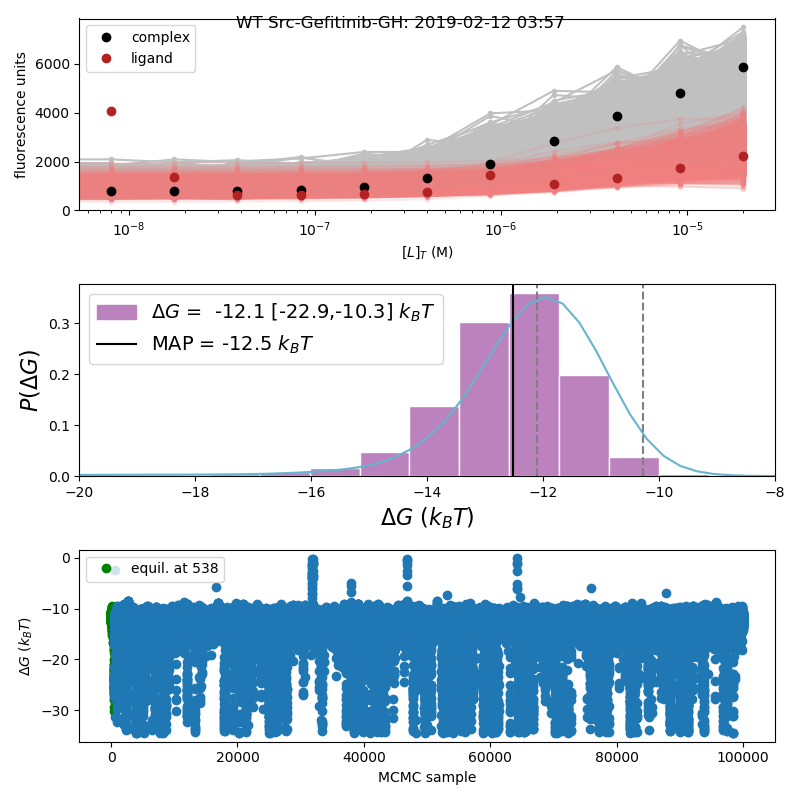 WT Src-Gefitinib-GH: 2019-02-12 03:57
complex
ligand
fluorescence units
6000
4000
2000
0
10⁻⁸ 10⁻⁷ 10⁻⁶ 10⁻⁵
[L]T (M)
ΔG = -12.1 [-22.9,-10.3] kBT
MAP = -12.5 kBT
P(ΔG)
0.3
0.2
0.1
0.0
−20 −18 −16 −14 −12 −10 −8
ΔG (kBT)
equil. at 538
ΔG (kBT)
0
−10
−20
−30
0 20000 40000 60000 80000 100000
MCMC sample